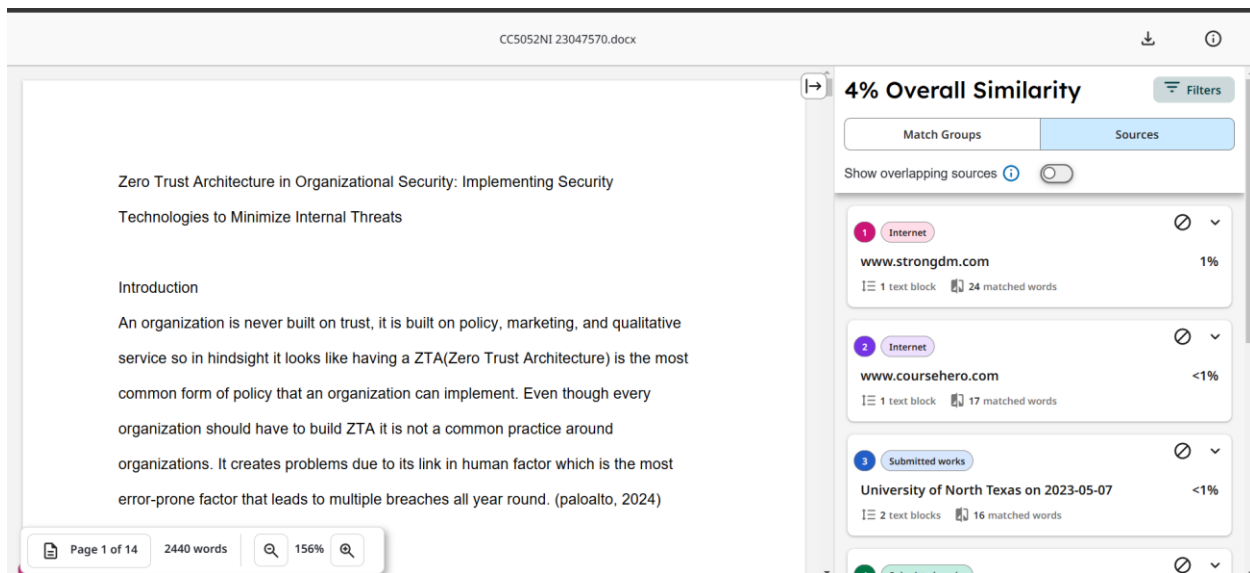 CC5052NI 23047570.docx
Zero Trust Architecture in Organizational Security: Implementing Security
Technologies to Minimize Internal Threats
Introduction
An organization is never built on trust, it is built on policy, marketing, and qualitative
service so in hindsight it looks like having a ZTA(Zero Trust Architecture) is the most
common form of policy that an organization can implement. Even though every
organization should have to build ZTA it is not a common practice around
organizations. It creates problems due to its link in human factor which is the most
error-prone factor that leads to multiple breaches all year round. (paloalto, 2024)
Page 1 of 14 2440 words 156%
4% Overall Similarity Filters
Match Groups Sources
Show overlapping sources
1 Internet
www.strongdm.com 1%
1 text block 24 matched words
2 Internet
www.coursehero.com <1%
1 text block 17 matched words
3 Submitted works
University of North Texas on 2023-05-07 <1%
2 text blocks 16 matched words